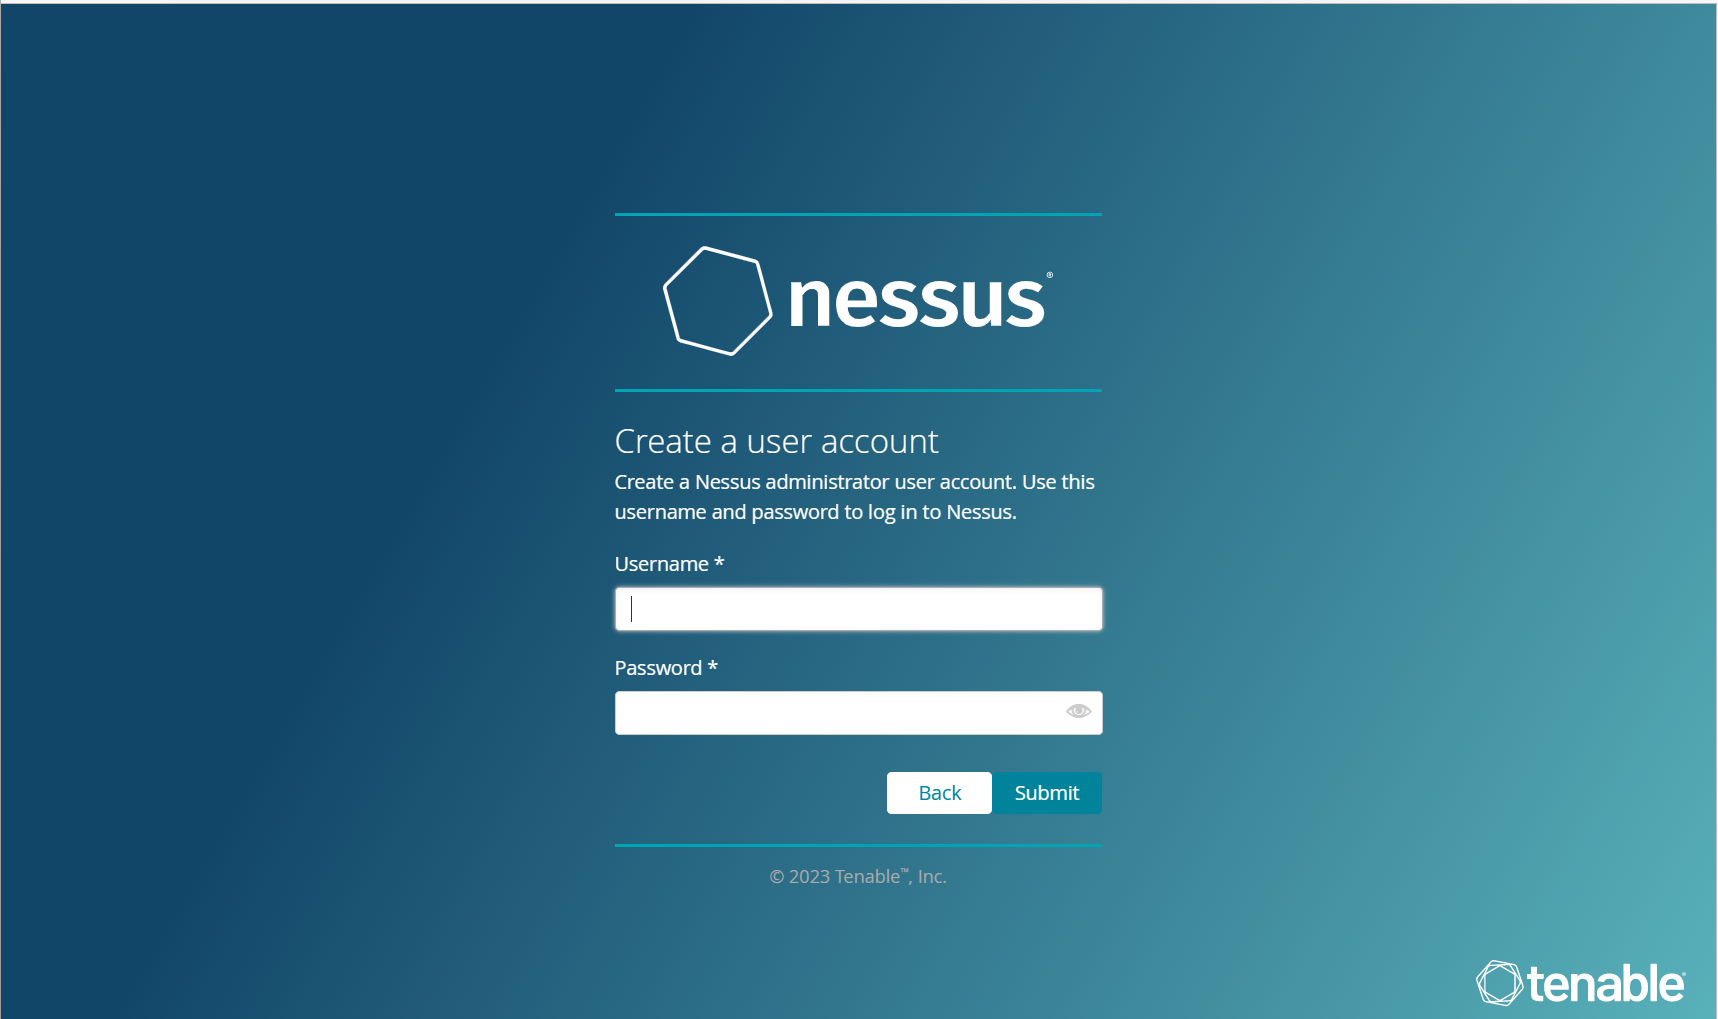 nessus®
Create a user account
Create a Nessus administrator user account. Use this
username and password to log in to Nessus.
Username *
Password *
Back Submit
© 2023 Tenable™, Inc.
tenable®